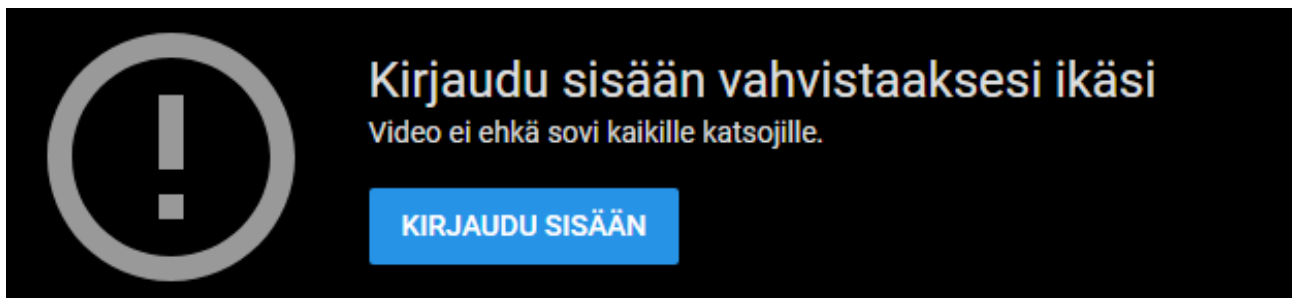 Kirjaudu sisään vahvistaaksesi ikäsi
Video ei ehkä sovi kaikille katsojille.
KIRJAUDU SISÄÄN